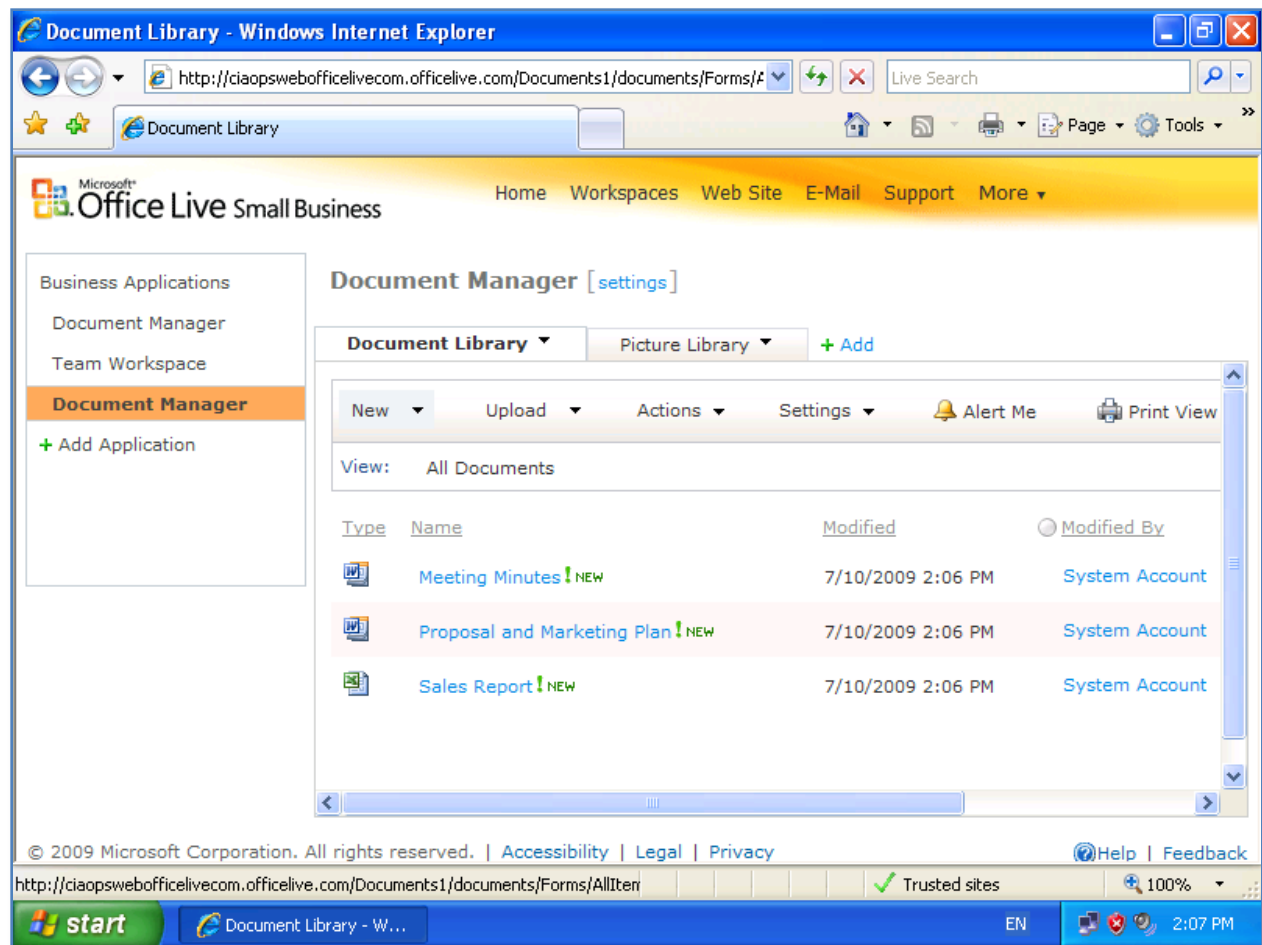 Document Library - Windows Internet Explorer
http://ciaopswebofficelivecom.officelive.com/Documents1/documents/Forms/A
Live Search
Document Library
Page
Tools
Microsoft
Office Live Small Business
Home Workspaces Web Site E-Mail Support More
Business Applications
Document Manager
Team Workspace
Document Manager
+ Add Application
Document Manager [settings]
Document Library
Picture Library
+ Add
New Upload Actions Settings Alert Me Print View
View: All Documents
Type Name Modified Modified By
Meeting Minutes ! NEW 7/10/2009 2:06 PM System Account
Proposal and Marketing Plan ! NEW 7/10/2009 2:06 PM System Account
Sales Report ! NEW 7/10/2009 2:06 PM System Account
© 2009 Microsoft Corporation. All rights reserved. | Accessibility | Legal | Privacy
Help | Feedback
http://ciaopswebofficelivecom.officelive.com/Documents1/documents/Forms/AllItem
Trusted sites
100%
start
Document Library - W...
EN
2:07 PM